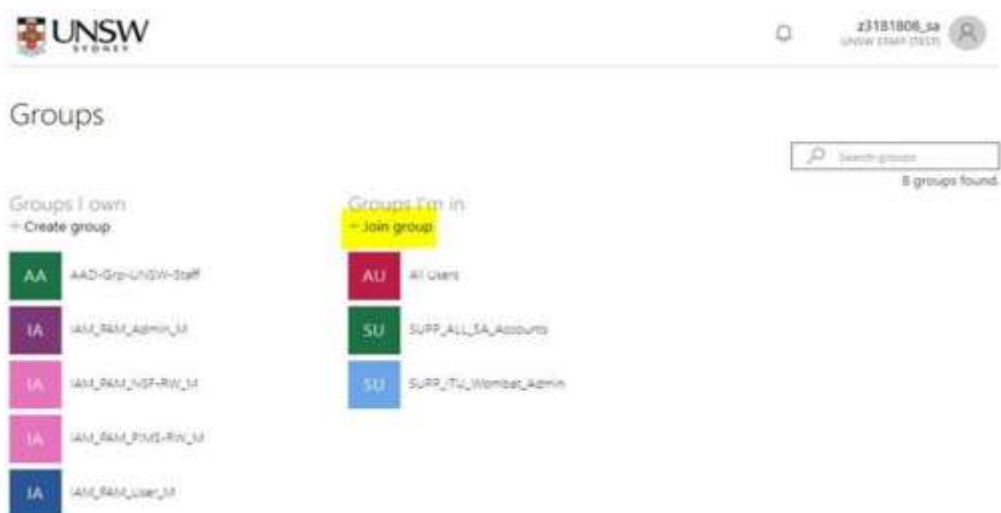 UNSW
SYDNEY
z3181808_sa
UNSW STAFF (TEST)
Groups
Search groups
8 groups found.
Groups I own
+ Create group
AA AAD-Grp-UNSW-Staff
IA IAM_PAM_Admin_M
IA IAM_PAM_NSF-RW_M
IA IAM_PAM_PIMS-RW_M
IA IAM_PAM_User_M
Groups I'm in
+ Join group
AU All Users
SU SUPP_ALL_SA_Accounts
SU SUPP_ITU_Wombat_Admin